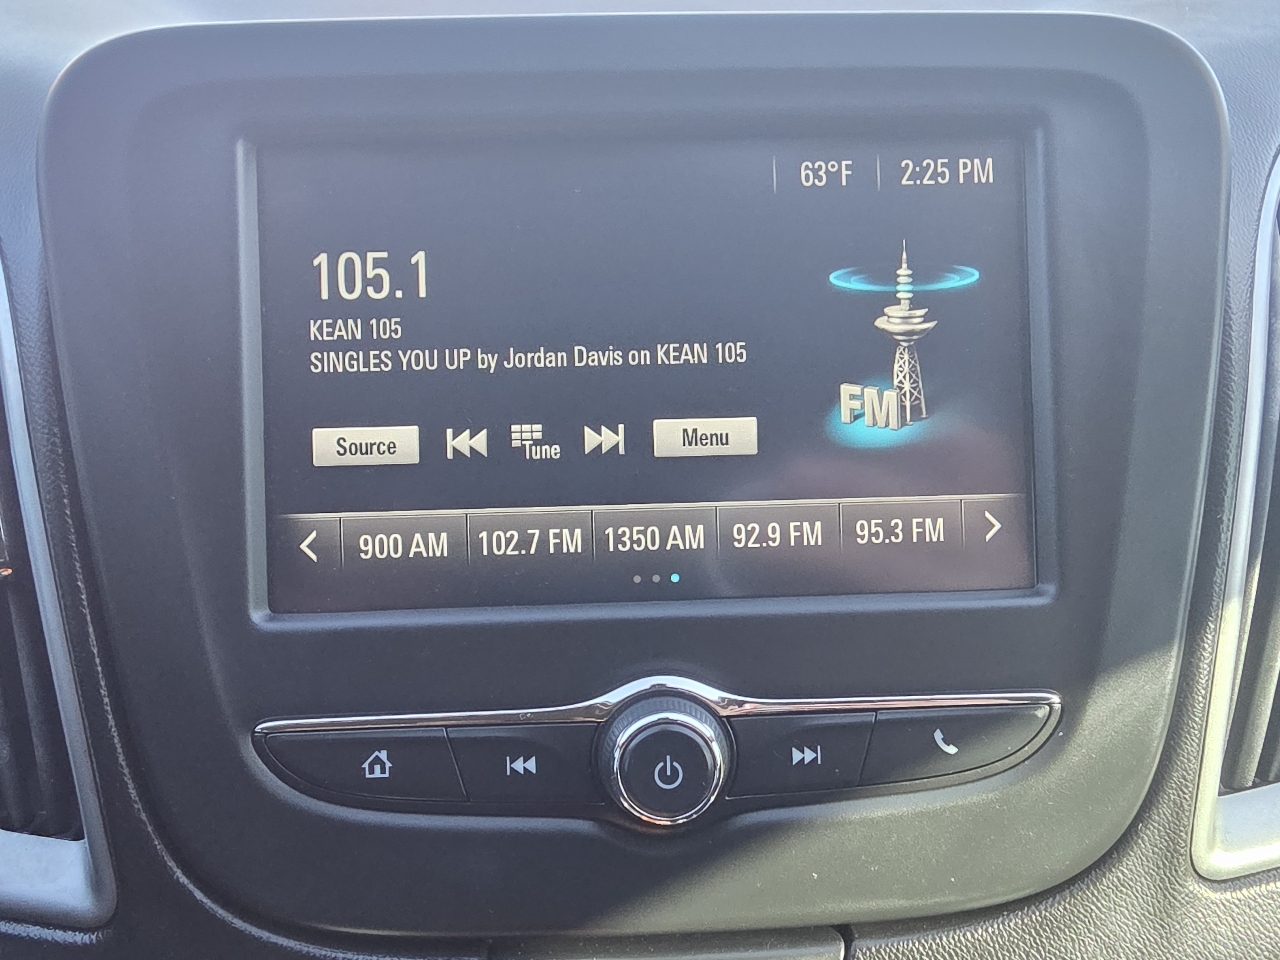 63°F 2:25 PM
105.1
KEAN 105
SINGLES YOU UP by Jordan Davis on KEAN 105
FM
Source Tune Menu
900 AM 102.7 FM 1350 AM 92.9 FM 95.3 FM